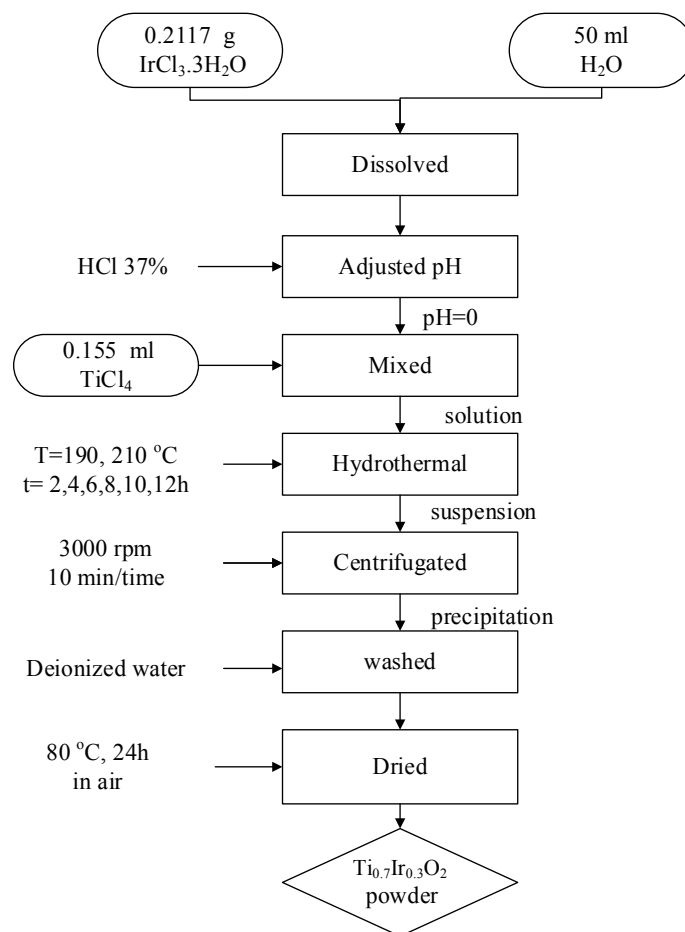 0.2117 g
IrCl₃.3H₂O
50 ml
H₂O
Dissolved
HCl 37%
Adjusted pH
pH=0
0.155 ml
TiCl₄
Mixed
solution
T=190, 210 °C
t= 2,4,6,8,10,12h
Hydrothermal
suspension
3000 rpm
10 min/time
Centrifugated
precipitation
Deionized water
washed
80 °C, 24h
in air
Dried
Ti₀.₇Ir₀.₃O₂
powder